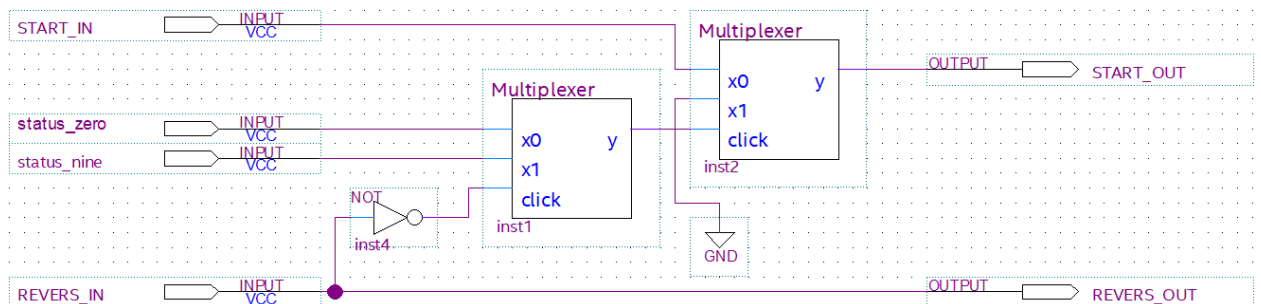 START_IN
INPUT
VCC
Multiplexer
x0
x1
click
y
inst2
OUTPUT
START_OUT
Multiplexer
x0
x1
click
y
inst1
status_zero
INPUT
VCC
status_nine
INPUT
VCC
NOT
inst4
GND
REVERS_IN
INPUT
VCC
OUTPUT
REVERS_OUT